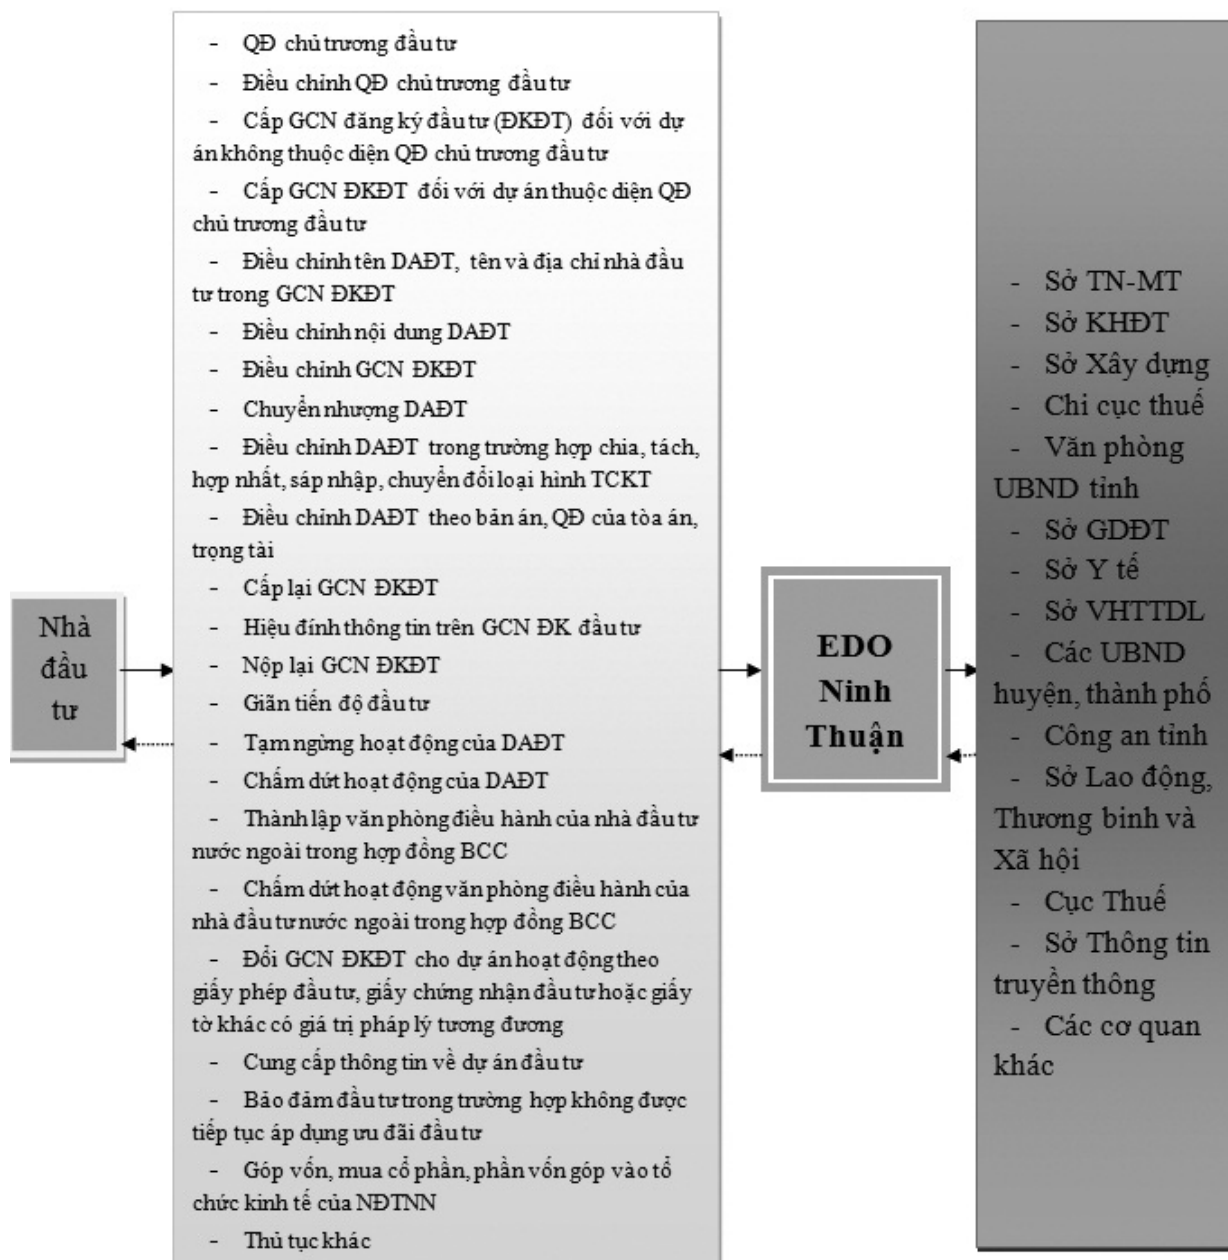 Nhà
đầu
tư
- QĐ chủ trương đầu tư
- Điều chỉnh QĐ chủ trương đầu tư
- Cấp GCN đăng ký đầu tư (ĐKĐT) đối với dự
án không thuộc diện QĐ chủ trương đầu tư
- Cấp GCN ĐKĐT đối với dự án thuộc diện QĐ
chủ trương đầu tư
- Điều chỉnh tên DAĐT, tên và địa chỉ nhà đầu
tư trong GCN ĐKĐT
- Điều chỉnh nội dung DAĐT
- Điều chỉnh GCN ĐKĐT
- Chuyển nhượng DAĐT
- Điều chỉnh DAĐT trong trường hợp chia, tách,
hợp nhất, sáp nhập, chuyển đổi loại hình TCKT
- Điều chỉnh DAĐT theo bản án, QĐ của tòa án,
trọng tài
- Cấp lại GCN ĐKĐT
- Hiệu đính thông tin trên GCN ĐK đầu tư
- Nộp lại GCN ĐKĐT
- Giãn tiến độ đầu tư
- Tạm ngừng hoạt động của DAĐT
- Chấm dứt hoạt động của DAĐT
- Thành lập văn phòng điều hành của nhà đầu tư
nước ngoài trong hợp đồng BCC
- Chấm dứt hoạt động văn phòng điều hành của
nhà đầu tư nước ngoài trong hợp đồng BCC
- Đổi GCN ĐKĐT cho dự án hoạt động theo
giấy phép đầu tư, giấy chứng nhận đầu tư hoặc giấy
tờ khác có giá trị pháp lý tương đương
- Cung cấp thông tin về dự án đầu tư
- Bảo đảm đầu tư trong trường hợp không được
tiếp tục áp dụng ưu đãi đầu tư
- Góp vốn, mua cổ phần, phần vốn góp vào tổ
chức kinh tế của NĐTNN
- Thủ tục khác
EDO
Ninh
Thuận
- Sở TN-MT
- Sở KHĐT
- Sở Xây dựng
- Chi cục thuế
- Văn phòng
UBND tỉnh
- Sở GDĐT
- Sở Y tế
- Sở VHTTDL
- Các UBND
huyện, thành phố
- Công an tỉnh
- Sở Lao động,
Thương binh và
Xã hội
- Cục Thuế
- Sở Thông tin
truyền thông
- Các cơ quan
khác